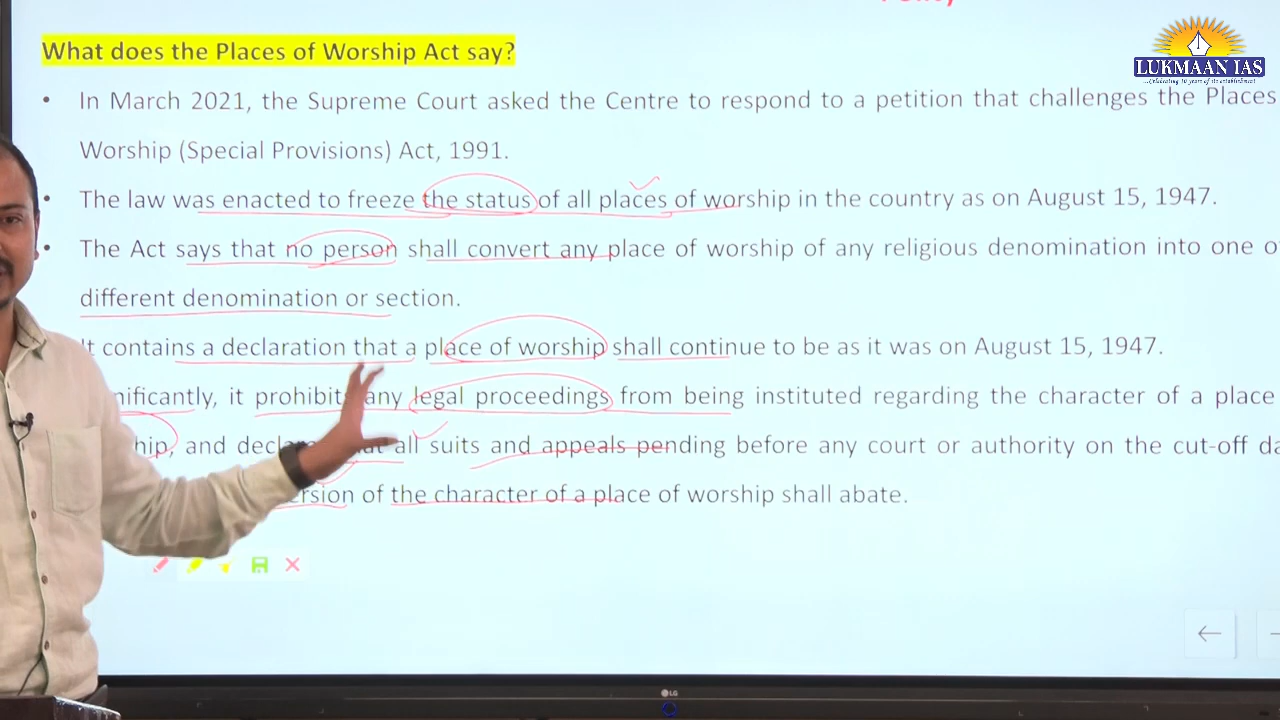 What does the Places of Worship Act say?
LUKMAAN IAS
• In March 2021, the Supreme Court asked the Centre to respond to a petition that challenges the Places
Worship (Special Provisions) Act, 1991.
• The law was enacted to freeze the status of all places of worship in the country as on August 15, 1947.
• The Act says that no person shall convert any place of worship of any religious denomination into one o
different denomination or section.
It contains a declaration that a place of worship shall continue to be as it was on August 15, 1947.
nificantly, it prohibits any legal proceedings from being instituted regarding the character of a place
hip, and decl all suits and appeals pending before any court or authority on the cut-off da
ersion of the character of a place of worship shall abate.
LG